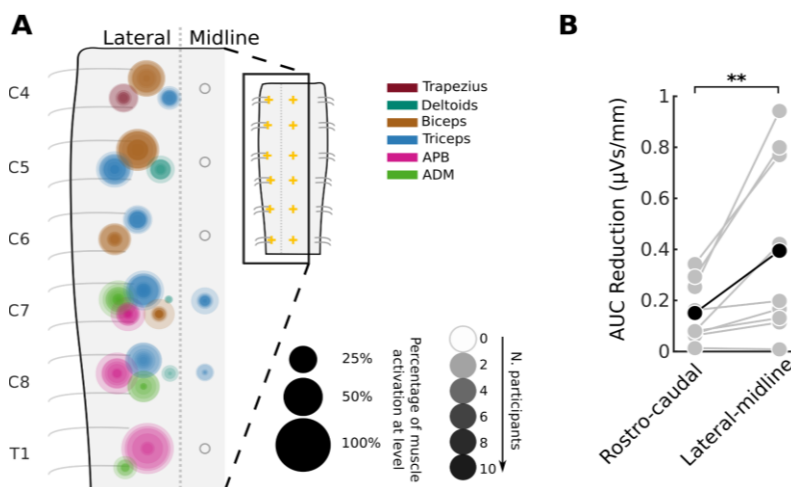 A
Lateral Midline
C4
C5
C6
C7
C8
T1
Trapezius
Deltoids
Biceps
Triceps
APB
ADM
25%
50%
100%
Percentage of muscle
activation at level
0
2
4
6
8
10
N. participants
B
**
1
0.8
0.6
0.4
0.2
0
AUC Reduction (µVs/mm)
Rostro-caudal
Lateral-midline